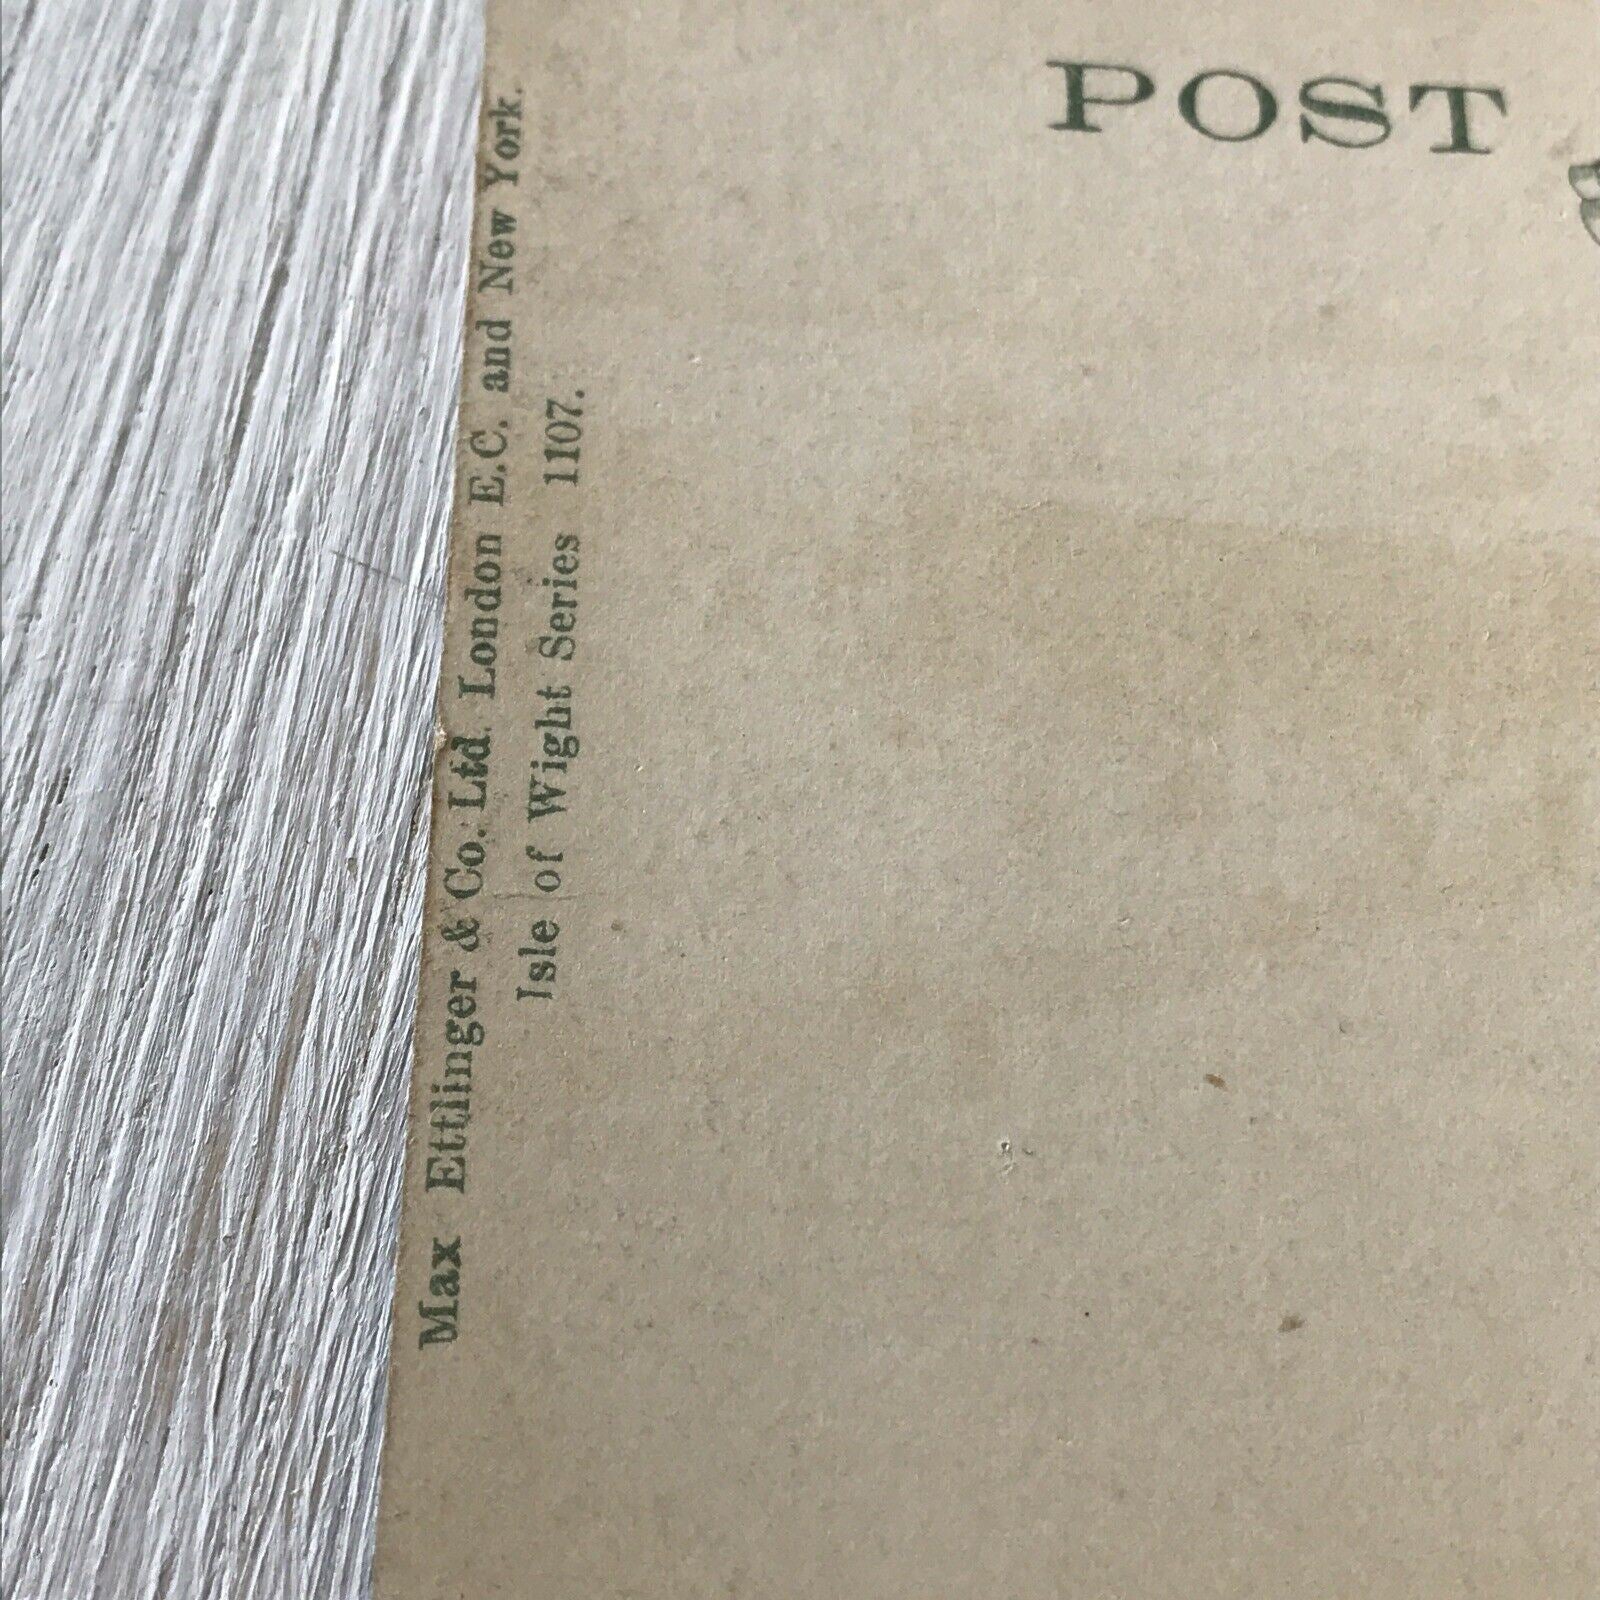 POST
Max Ettlinger & Co. Ltd. London E.C. and New York.
Isle of Wight Series 1107.